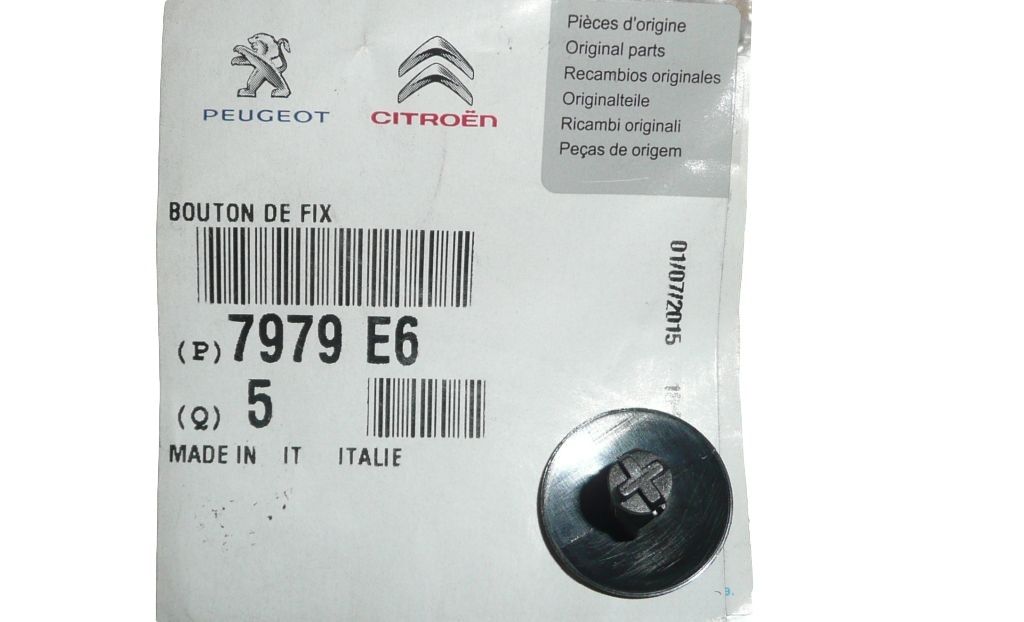 PEUGEOT
CITROËN
Pièces d'origine
Original parts
Recambios originales
Originalteile
Ricambi originali
Peças de origem
BOUTON DE FIX
(P) 7979 E6
(Q) 5
MADE IN IT ITALIE
01/07/2015